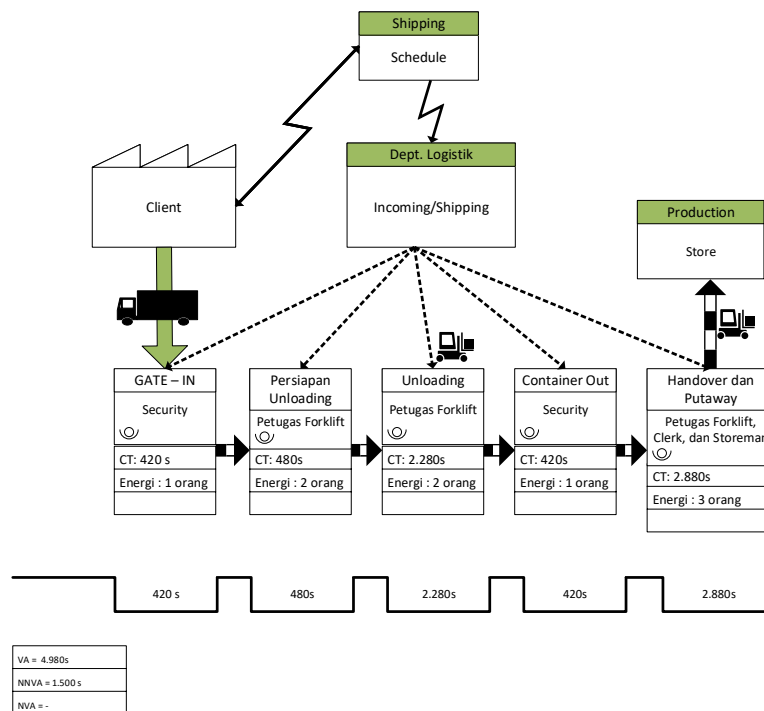 Shipping
Schedule
Dept. Logistik
Incoming/Shipping
Client
Production
Store
GATE – IN
Security
CT: 420 s
Energi : 1 orang
Persiapan
Unloading
Petugas Forklift
CT: 480s
Energi : 2 orang
Unloading
Petugas Forklift
CT: 2.280s
Energi : 2 orang
Container Out
Security
CT: 420s
Energi : 1 orang
Handover dan
Putaway
Petugas Forklift,
Clerk, dan Storeman
CT: 2.880s
Energi : 3 orang
420 s
480s
2.280s
420s
2.880s
VA = 4.980s
NNVA = 1.500 s
NVA = -